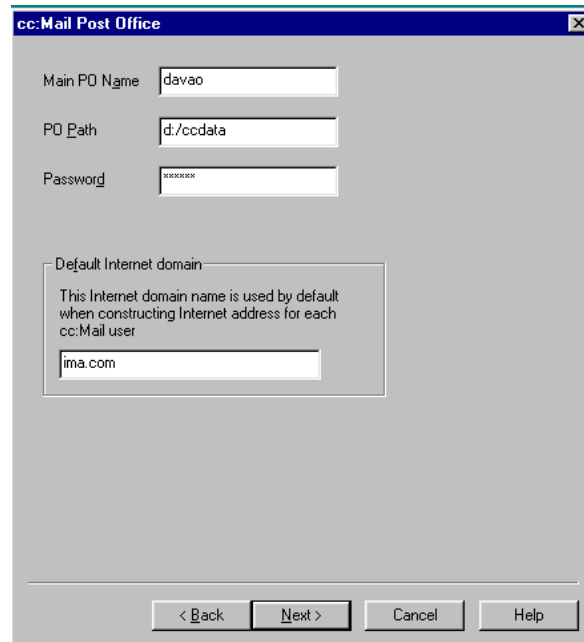 cc:Mail Post Office
Main PO Name davao
PO Path d:/ccdata
Password ××××××
Default Internet domain
This Internet domain name is used by default
when constructing Internet address for each
cc:Mail user
ima.com
< Back Next > Cancel Help